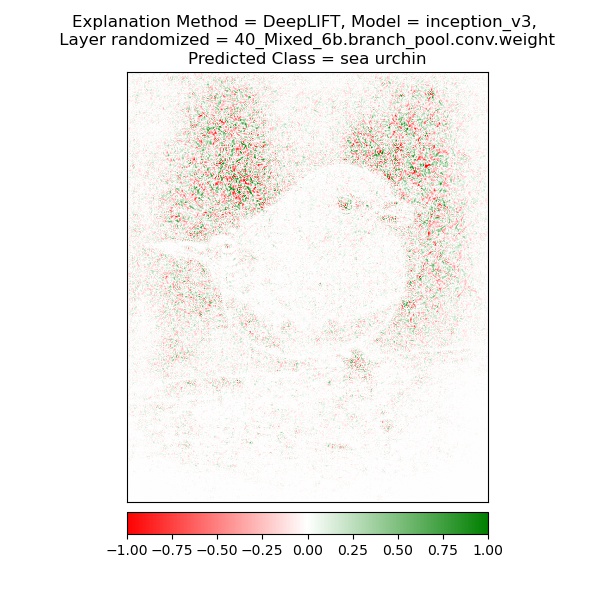 Explanation Method = DeepLIFT, Model = inception_v3,
Layer randomized = 40_Mixed_6b.branch_pool.conv.weight
Predicted Class = sea urchin
−1.00 −0.75 −0.50 −0.25 0.00 0.25 0.50 0.75 1.00